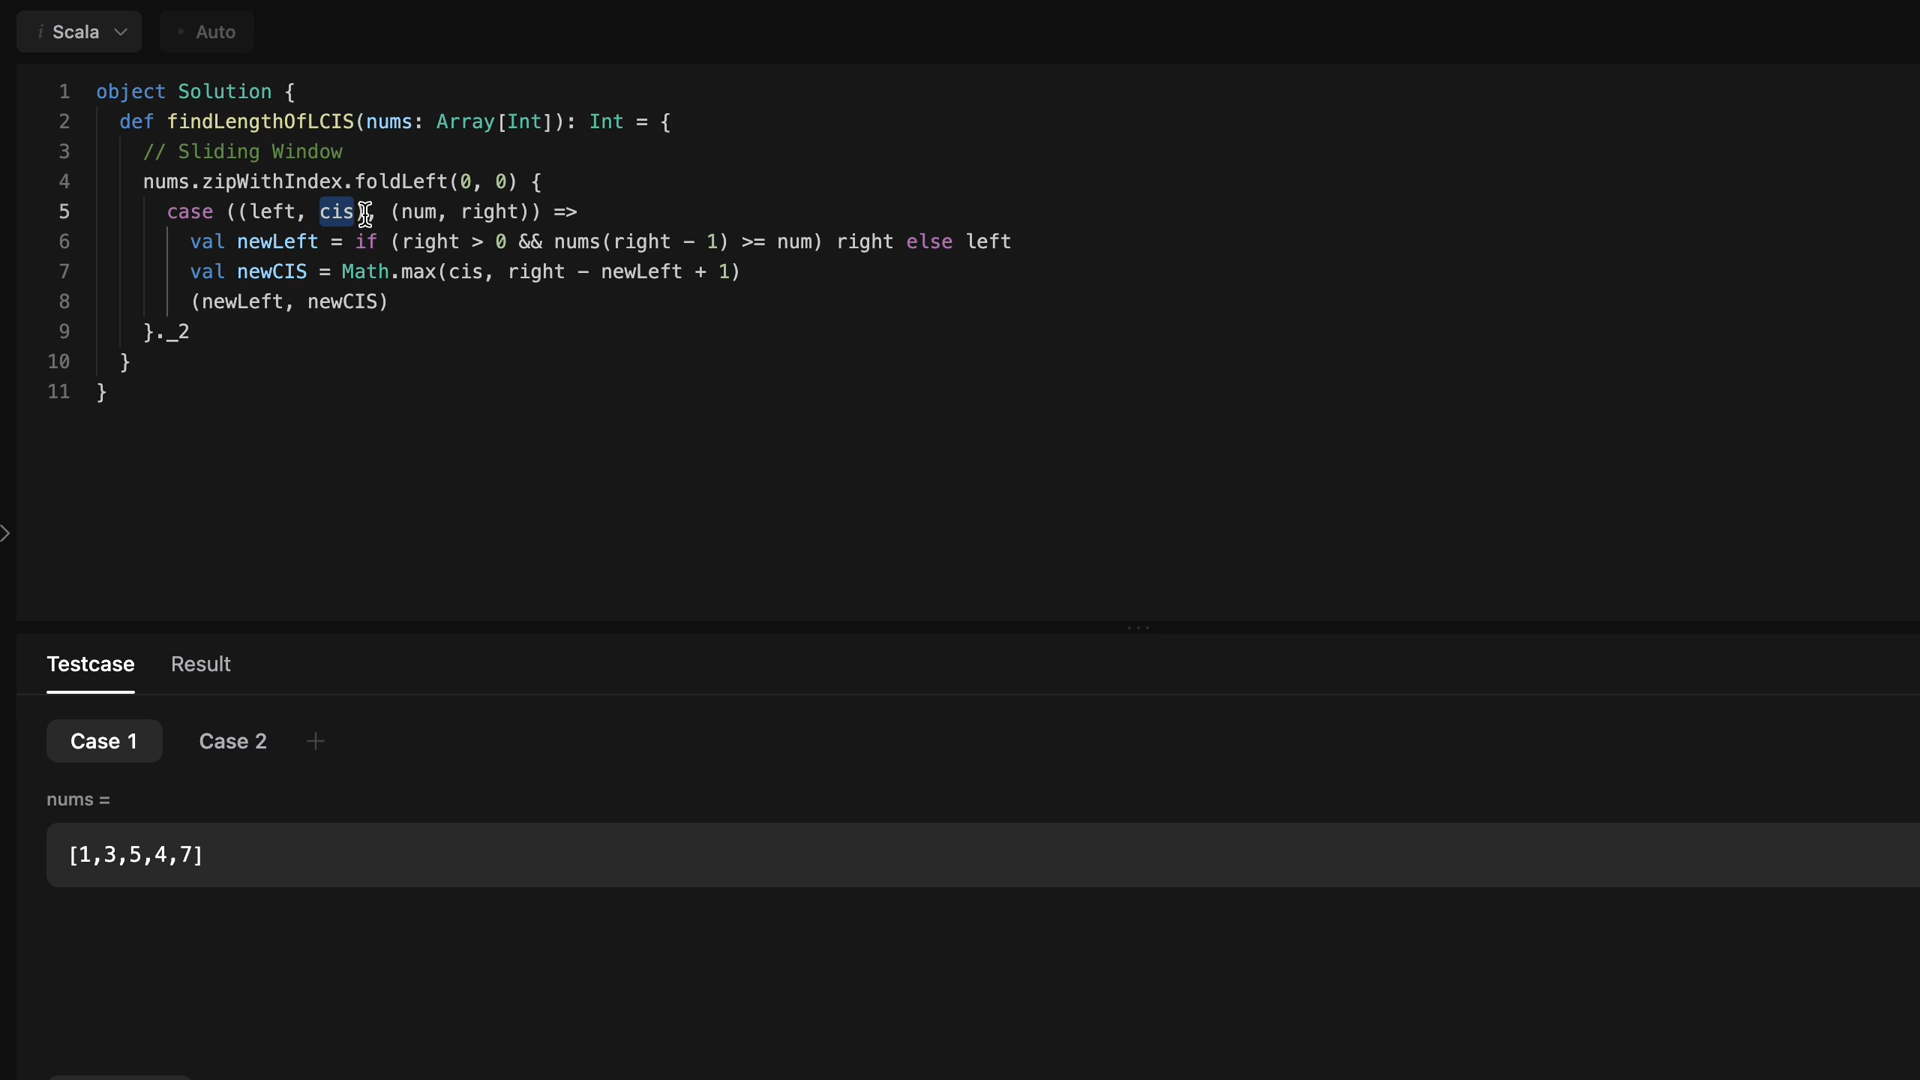 i Scala
Auto
1 object Solution {
2 def findLengthOfLCIS(nums: Array[Int]): Int = {
3 // Sliding Window
4 nums.zipWithIndex.foldLeft(0, 0) {
5 case ((left, cis), (num, right)) =>
6 val newLeft = if (right > 0 && nums(right - 1) >= num) right else left
7 val newCIS = Math.max(cis, right - newLeft + 1)
8 (newLeft, newCIS)
9 }._2
10 }
11 }
Testcase Result
Case 1 Case 2 +
nums =
[1,3,5,4,7]